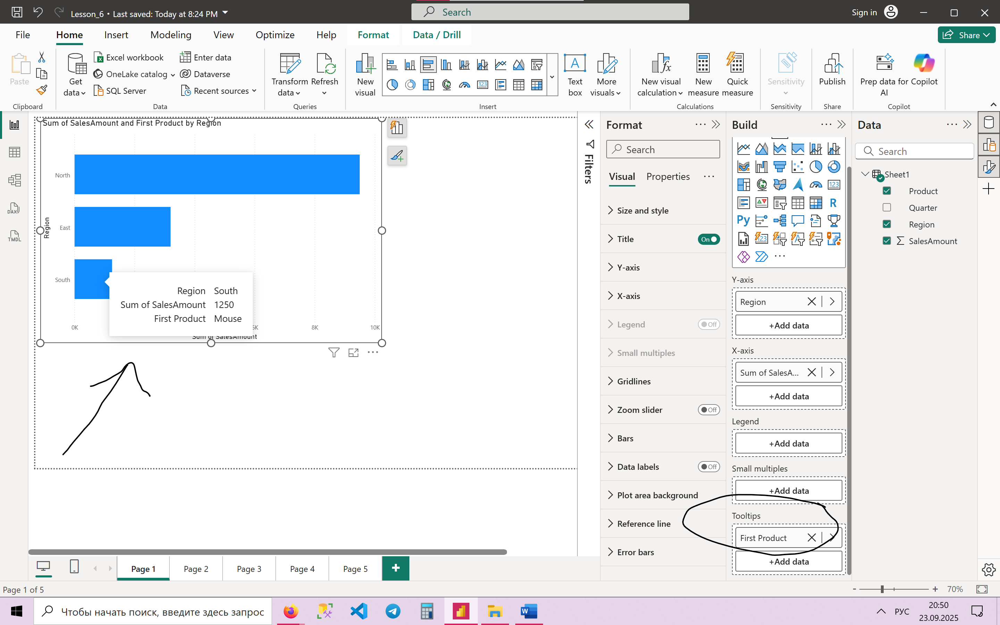 Lesson_6 • Last saved: Today at 8:24 PM
Search
Sign in
File
Home
Insert
Modeling
View
Optimize
Help
Format
Data / Drill
Share
Paste
Clipboard
Get data
Excel workbook
OneLake catalog
SQL Server
Enter data
Dataverse
Recent sources
Data
Transform data
Refresh
Queries
New visual
123
Insert
A
Text box
More visuals
New visual calculation
New measure
Quick measure
Calculations
Sensitivity
Sensitivity
Publish
Share
Prep data for AI
Copilot
Copilot
DAX
TMDL
Sum of SalesAmount and First Product by Region
Region
North
East
South
0K
6K
8K
10K
Sum of SalesAmount
Region South
Sum of SalesAmount 1250
First Product Mouse
Filters
Format
Search
Visual
Properties
Size and style
Title On
Y-axis
X-axis
Legend Off
Small multiples
Gridlines
Zoom slider Off
Bars
Data labels Off
Plot area background
Reference line
Error bars
Build
123
R
Py
123
Y-axis
Region
+Add data
X-axis
Sum of SalesA...
+Add data
Legend
+Add data
Small multiples
+Add data
Tooltips
First Product
+Add data
Data
Search
Sheet1
Product
Quarter
Region
SalesAmount
Page 1
Page 2
Page 3
Page 4
Page 5
+
Page 1 of 5
- + 70%
Чтобы начать поиск, введите здесь запрос
W
РУС
20:50
23.09.2025